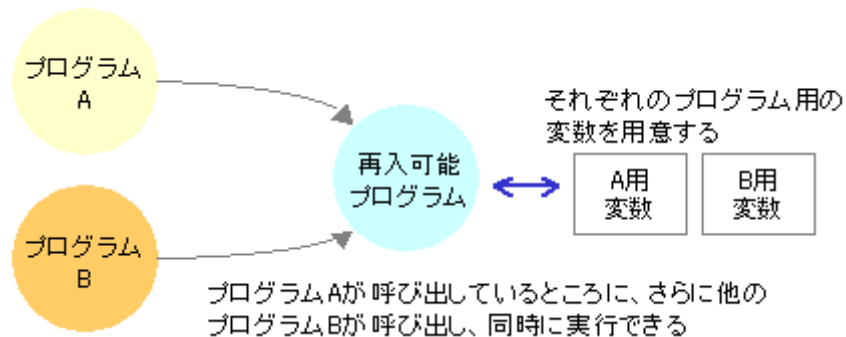 プログラム
A
それぞれのプログラム用の
変数を用意する
再入可能
プログラム
A用
変数
B用
変数
プログラム
B
プログラムAが呼び出しているところに、さらに他の
プログラムBが呼び出し、同時に実行できる